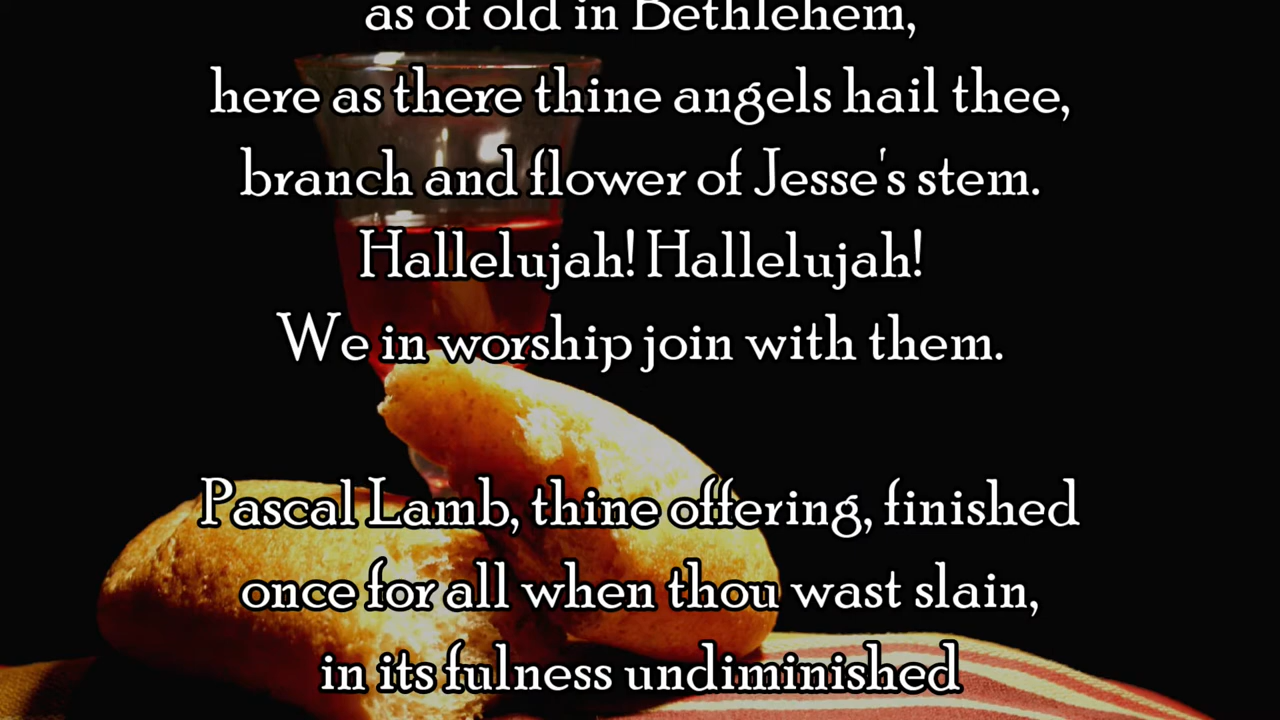 as of old in Bethlehem,
here as there thine angels hail thee,
branch and flower of Jesse's stem.
Hallelujah! Hallelujah!
We in worship join with them.
Pascal Lamb, thine offering, finished
once for all when thou wast slain,
in its fulness undiminished